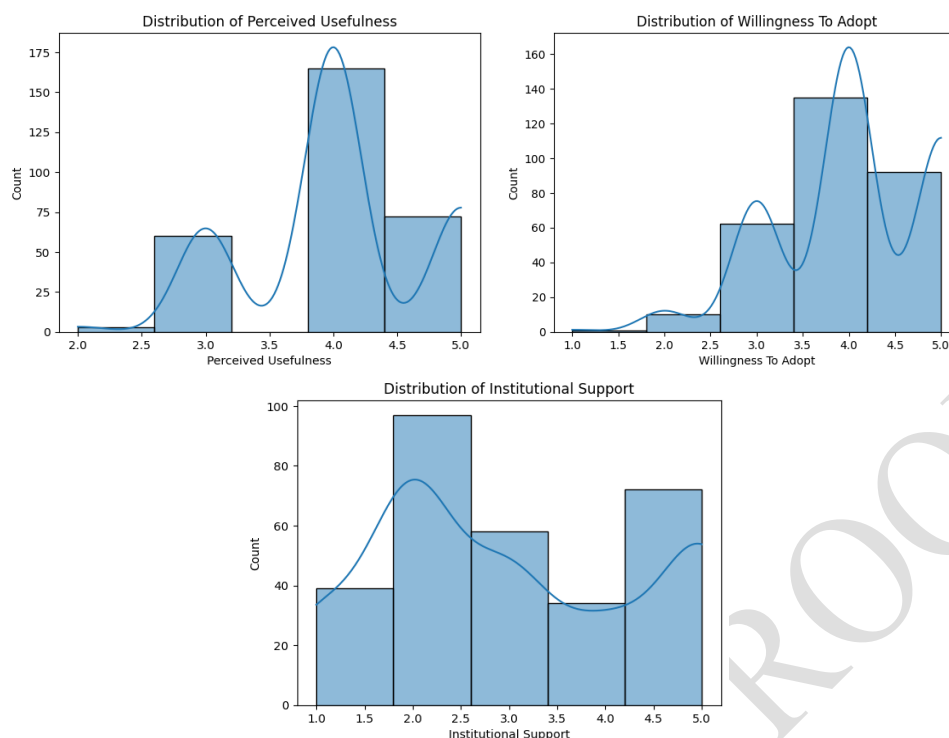 Distribution of Perceived Usefulness
175
150
125
100
75
50
25
0
Count
2.0 2.5 3.0 3.5 4.0 4.5 5.0
Perceived Usefulness
Distribution of Willingness To Adopt
160
140
120
100
80
60
40
20
0
Count
1.0 1.5 2.0 2.5 3.0 3.5 4.0 4.5 5.0
Willingness To Adopt
Distribution of Institutional Support
100
80
60
40
20
0
Count
1.0 1.5 2.0 2.5 3.0 3.5 4.0 4.5 5.0
Institutional Support
ROO